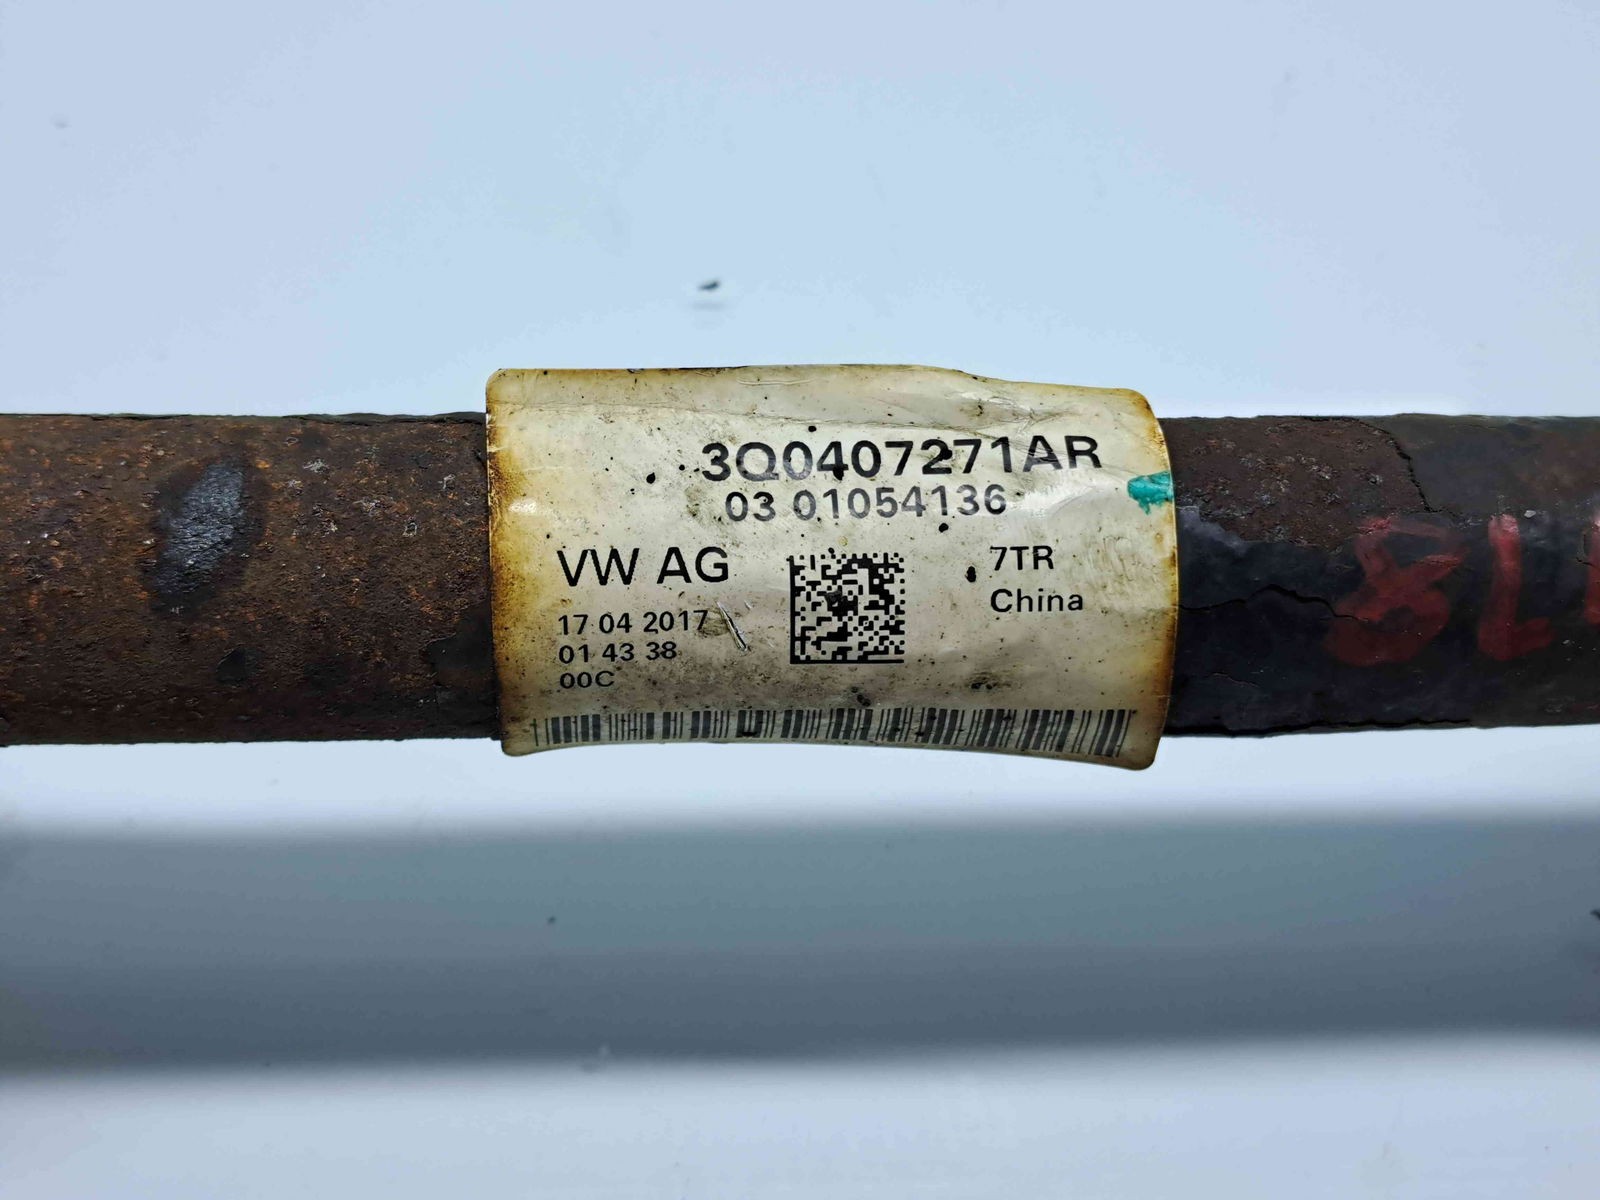 3Q0407271AR
03 01054136
VW AG
7TR
China
17 04 2017
01 43 38
00C